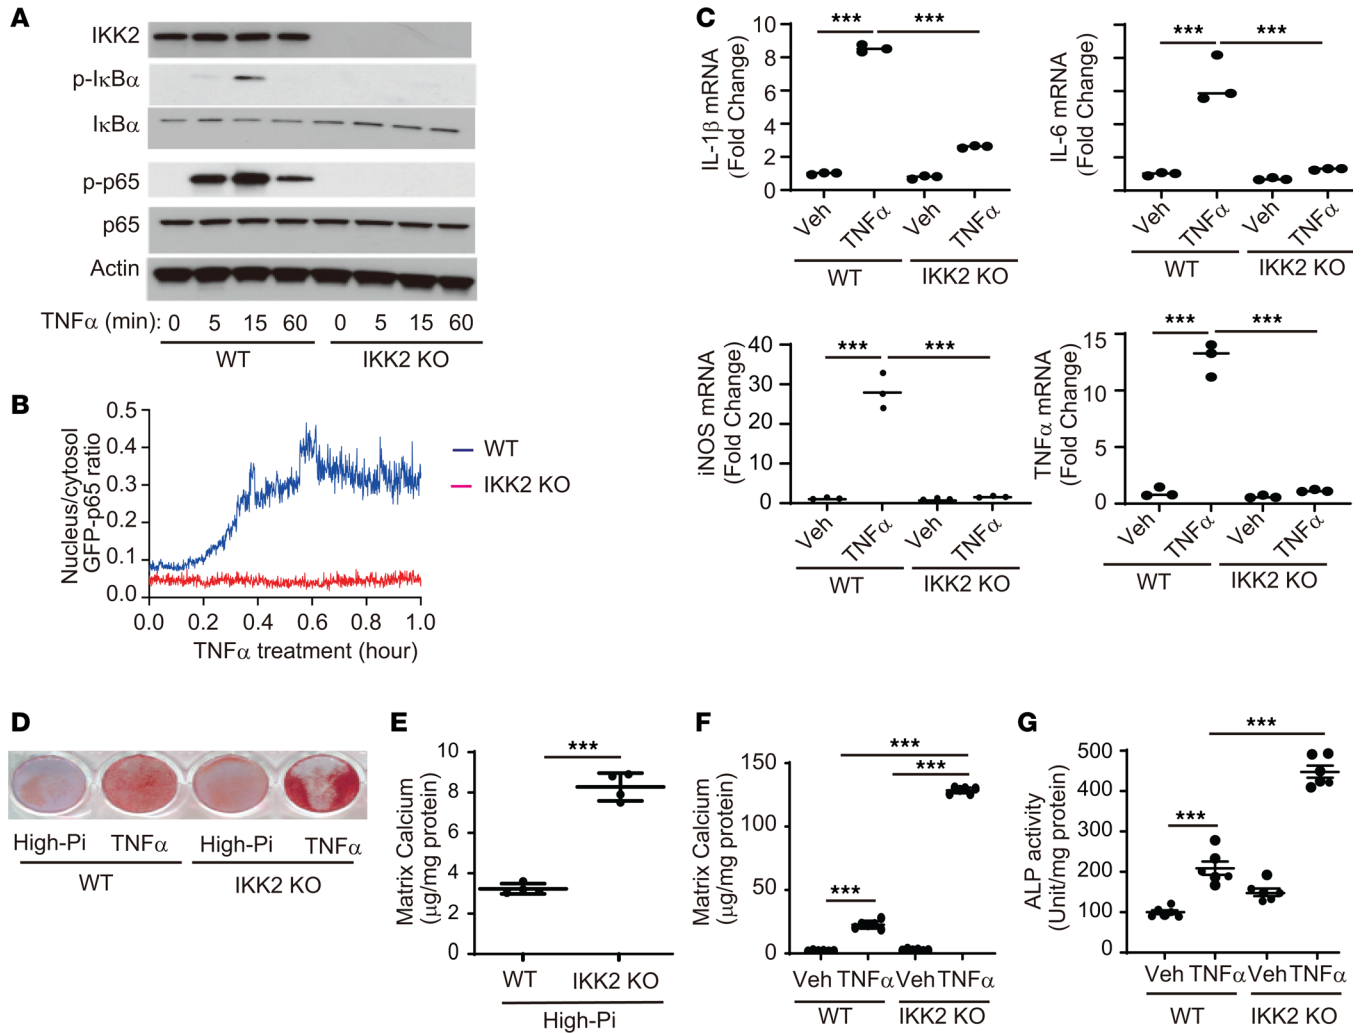 A
IKK2
p-IκBα
IκBα
p-p65
p65
Actin
TNFα (min): 0 5 15 60 0 5 15 60
WT IKK2 KO
B
Nucleus/cytosol
GFP-p65 ratio
0.5
0.4
0.3
0.2
0.1
0.0
0.0 0.2 0.4 0.6 0.8 1.0
TNFα treatment (hour)
WT
IKK2 KO
C
IL-1β mRNA
(Fold Change)
10
8
6
4
2
0
*** ***
Veh TNFα Veh TNFα
WT IKK2 KO
IL-6 mRNA
(Fold Change)
*** ***
Veh TNFα Veh TNFα
WT IKK2 KO
iNOS mRNA
(Fold Change)
40
30
20
10
0
*** ***
Veh TNFα Veh TNFα
WT IKK2 KO
TNFα mRNA
(Fold Change)
15
10
5
0
*** ***
Veh TNFα Veh TNFα
WT IKK2 KO
D
High-Pi TNFα High-Pi TNFα
WT IKK2 KO
E
Matrix Calcium
(μg/mg protein)
10
8
6
4
2
0
***
WT IKK2 KO
High-Pi
F
Matrix Calcium
(μg/mg protein)
150
100
50
0
***
***
***
Veh TNFα Veh TNFα
WT IKK2 KO
G
ALP activity
(Unit/mg protein)
500
400
300
200
100
0
***
***
Veh TNFα Veh TNFα
WT IKK2 KO